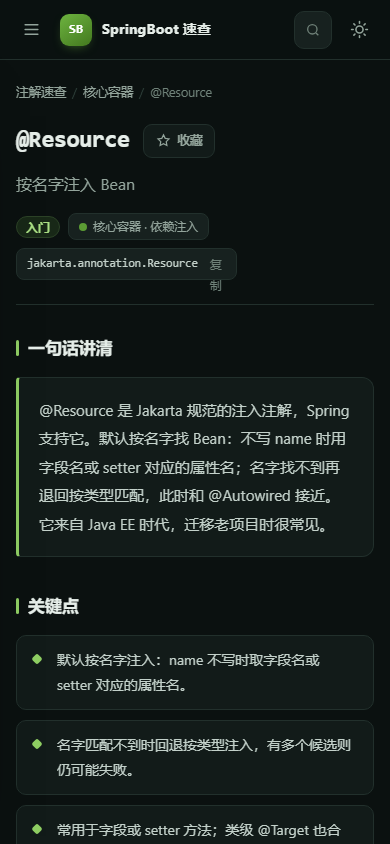 SB SpringBoot 速查
注解速查 / 核心容器 / @Resource
@Resource 收藏
按名字注入 Bean
入门 核心容器 · 依赖注入
jakarta.annotation.Resource 复
制
一句话讲清
@Resource 是 Jakarta 规范的注入注解，Spring
支持它。默认按名字找 Bean：不写 name 时用
字段名或 setter 对应的属性名；名字找不到再
退回按类型匹配，此时和 @Autowired 接近。
它来自 Java EE 时代，迁移老项目时很常见。
关键点
默认按名字注入：name 不写时取字段名或
setter 对应的属性名。
名字匹配不到时回退按类型注入，有多个候选则
仍可能失败。
常用于字段或 setter 方法；类级 @Target 也合